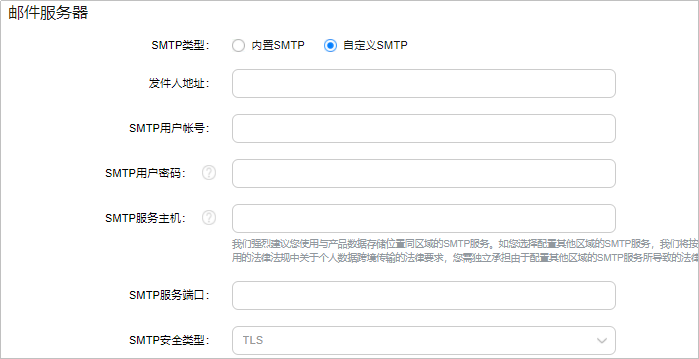 邮件服务器
SMTP类型： 内置SMTP 自定义SMTP
发件人地址：
SMTP用户帐号：
SMTP用户密码： ?
SMTP服务主机： ?
我们强烈建议您使用与产品数据存储位置同区域的SMTP服务。如您选择配置其他区域的SMTP服务，我们将按
用的法律法规中关于个人数据跨境传输的法律要求，您需独立承担由于配置其他区域的SMTP服务所导致的法律
SMTP服务端口：
SMTP安全类型： TLS